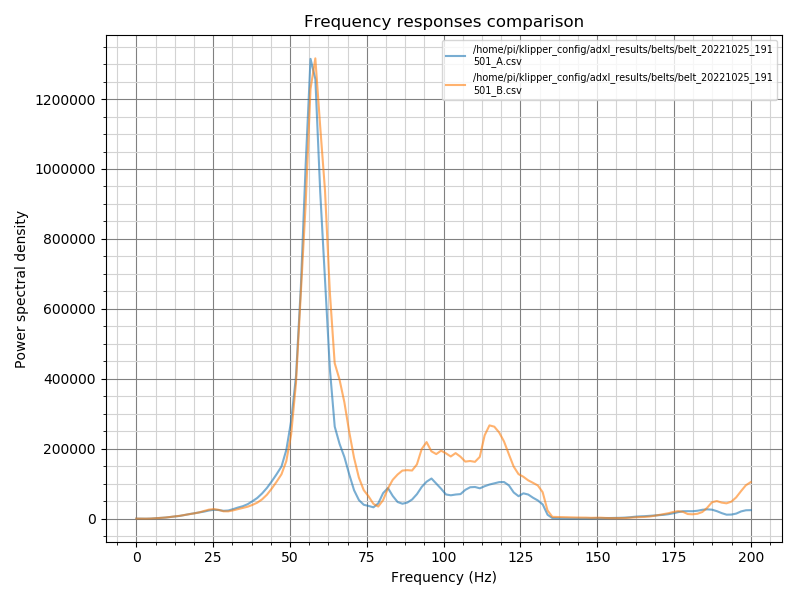 Frequency responses comparison
/home/pi/klipper_config/adxl_results/belts/belt_20221025_191
501_A.csv
/home/pi/klipper_config/adxl_results/belts/belt_20221025_191
501_B.csv
1200000
1000000
800000
600000
400000
200000
0
Power spectral density
0 25 50 75 100 125 150 175 200
Frequency (Hz)